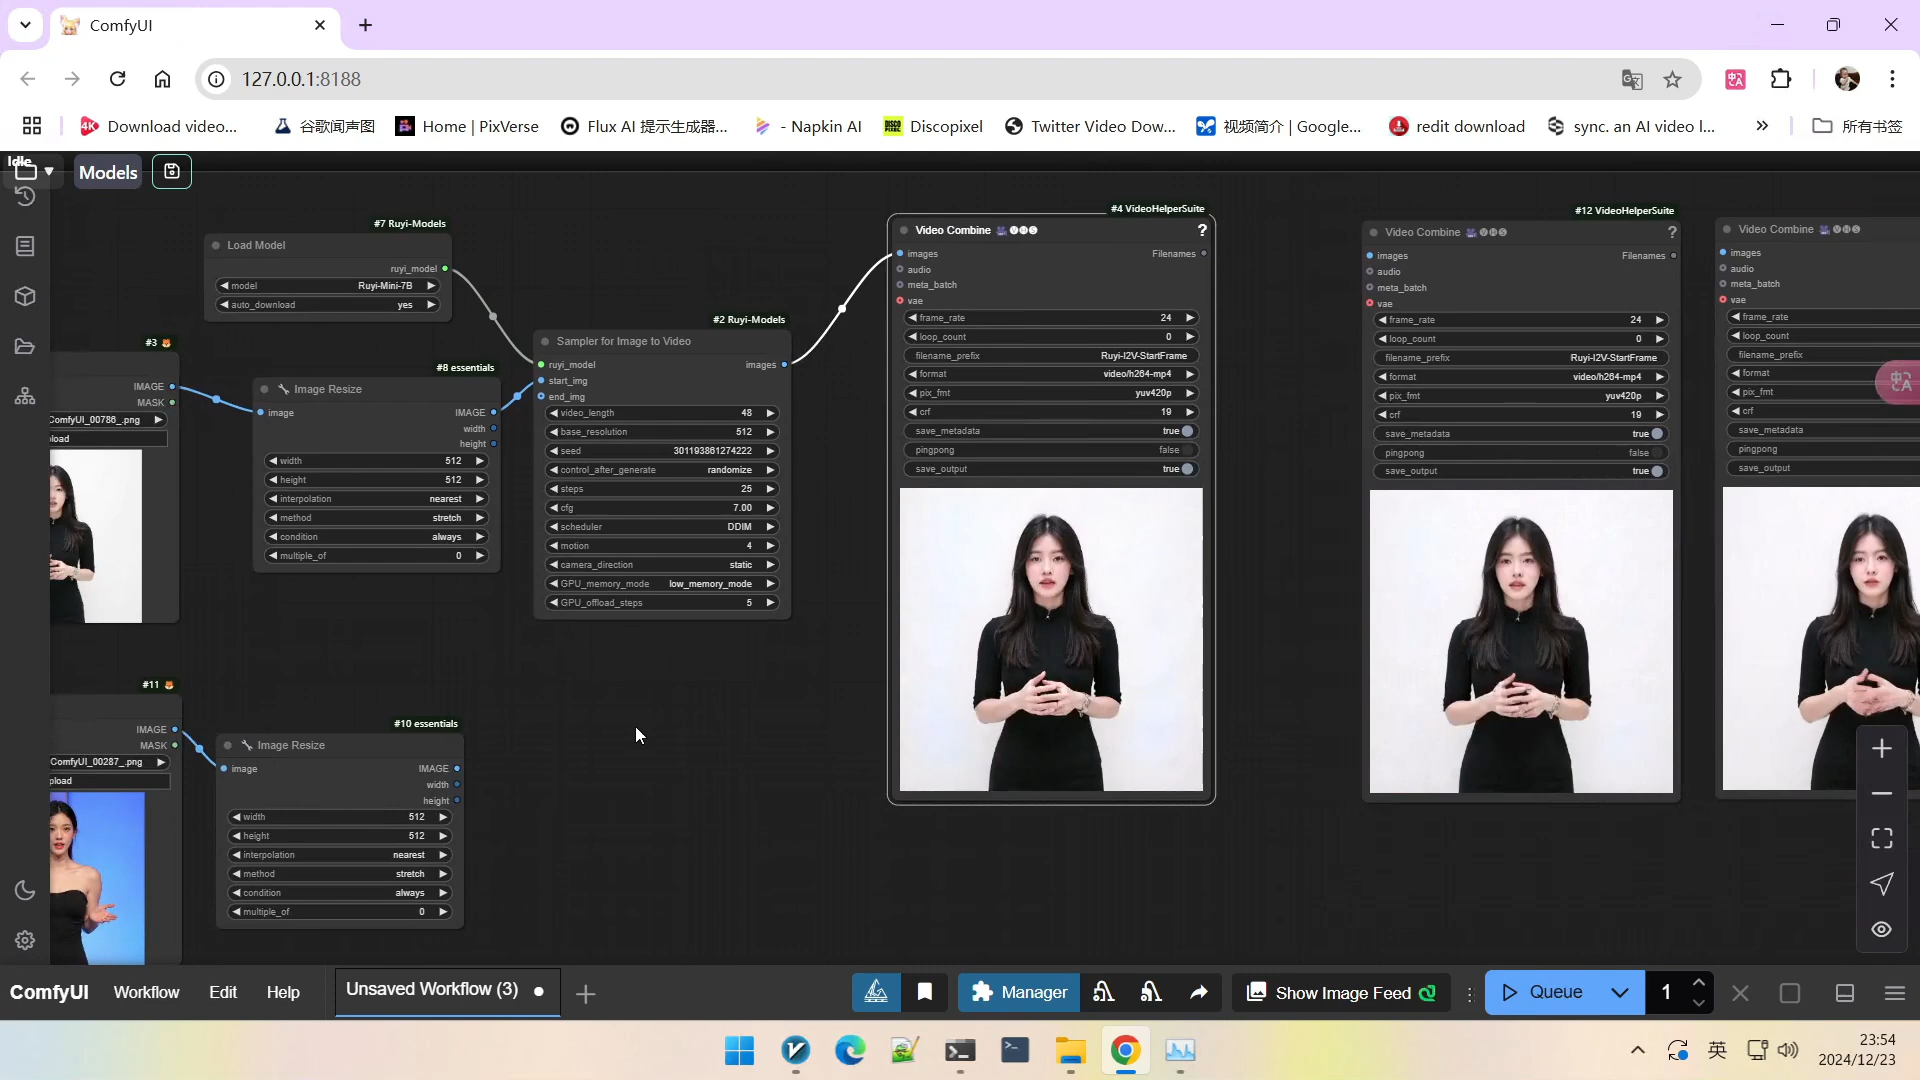 ComfyUI
127.0.0.1:8188
Download video...
谷歌闻声图
Home | PixVerse
Flux AI 提示生成器...
- Napkin AI
Discopixel
Twitter Video Dow...
视频简介 | Google...
redit download
sync. an AI video l...
所有书签
Idle
Models
#7 Ruyi-Models
Load Model
ruyi_model
model Ruyi-Mini-7B
auto_download yes
#3
IMAGE
MASK
ComfyUI_00786_.png
pload
#8 essentials
Image Resize
image IMAGE
width
height
width 512
height 512
interpolation nearest
method stretch
condition always
multiple_of 0
#2 Ruyi-Models
Sampler for Image to Video
ruyi_model images
start_img
end_img
video_length 48
base_resolution 512
seed 301193861274222
control_after_generate randomize
steps 25
cfg 7.00
scheduler DDIM
motion 4
camera_direction static
GPU_memory_mode low_memory_mode
GPU_offload_steps 5
#4 VideoHelperSuite
Video Combine ?
images Filenames
audio
meta_batch
vae
frame_rate 24
loop_count 0
filename_prefix Ruyi-I2V-StartFrame
format video/h264-mp4
pix_fmt yuv420p
crf 19
save_metadata true
pingpong false
save_output true
#12 VideoHelperSuite
Video Combine ?
images Filenames
audio
meta_batch
vae
frame_rate 24
loop_count 0
filename_prefix Ruyi-I2V-StartFrame
format video/h264-mp4
pix_fmt yuv420p
crf 19
save_metadata true
pingpong false
save_output true
Video Combine
images
audio
meta_batch
vae
frame_rate
loop_count
filename_prefix
format
pix_fmt
crf
save_metadata
pingpong
save_output
#11
IMAGE
MASK
ComfyUI_00287_.png
pload
#10 essentials
Image Resize
image IMAGE
width
height
width 512
height 512
interpolation nearest
method stretch
condition always
multiple_of 0
ComfyUI
Workflow
Edit
Help
Unsaved Workflow (3)
Manager
Show Image Feed
Queue
1
英
23:54
2024/12/23